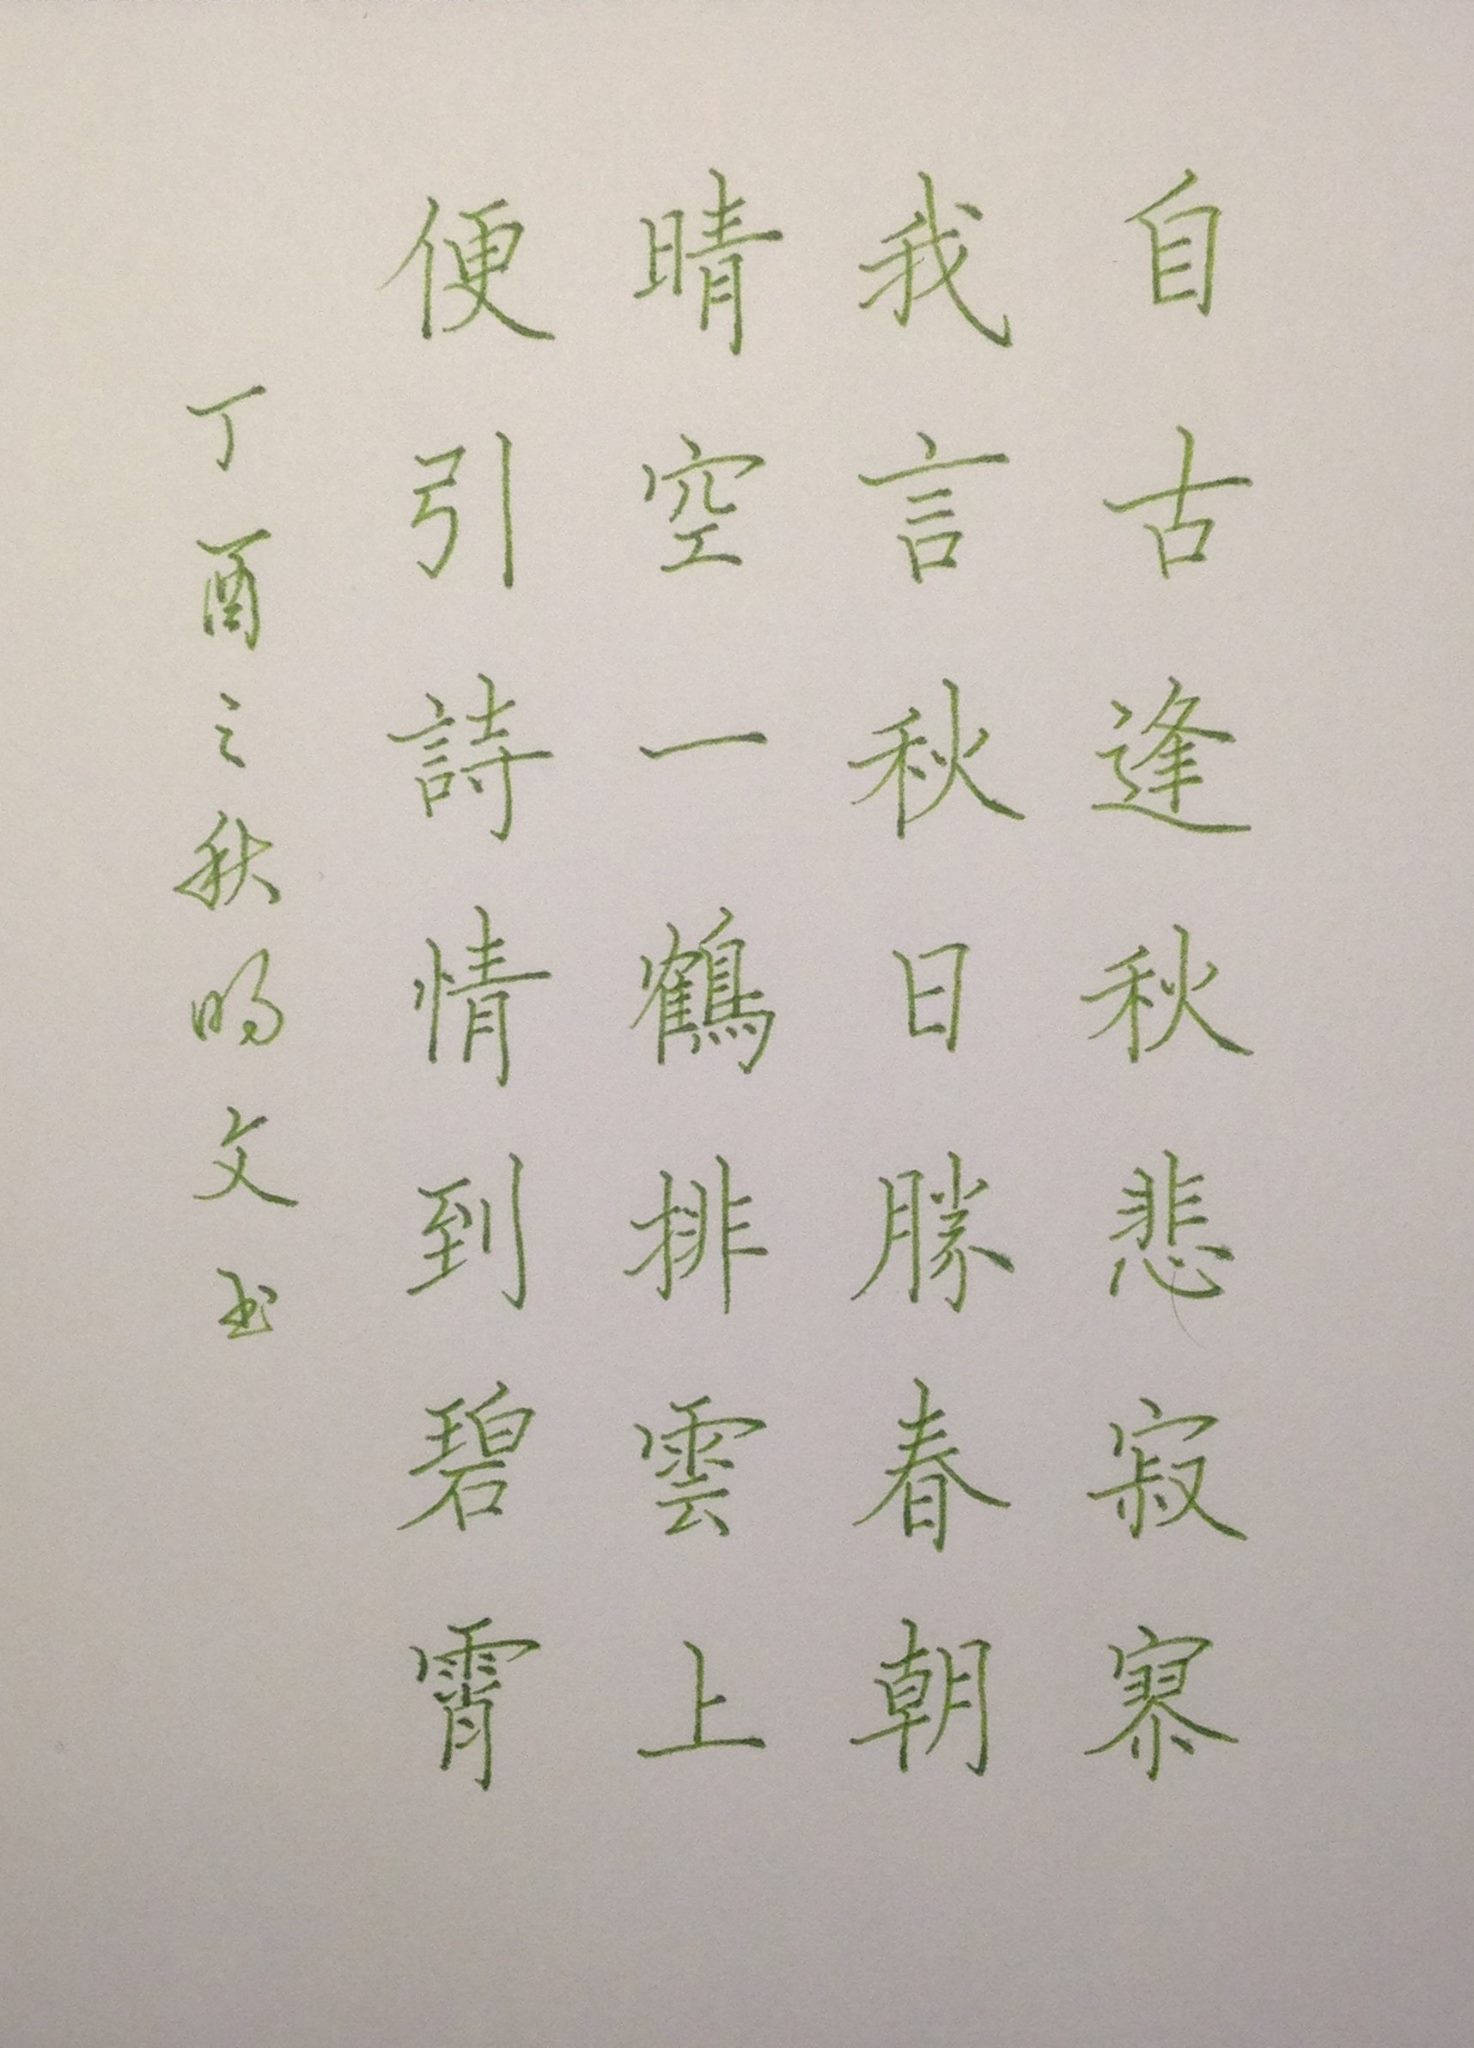 自古逢秋悲寂寥
我言秋日勝春朝
晴空一鶴排雲上
便引詩情到碧霄
丁酉之秋明文书